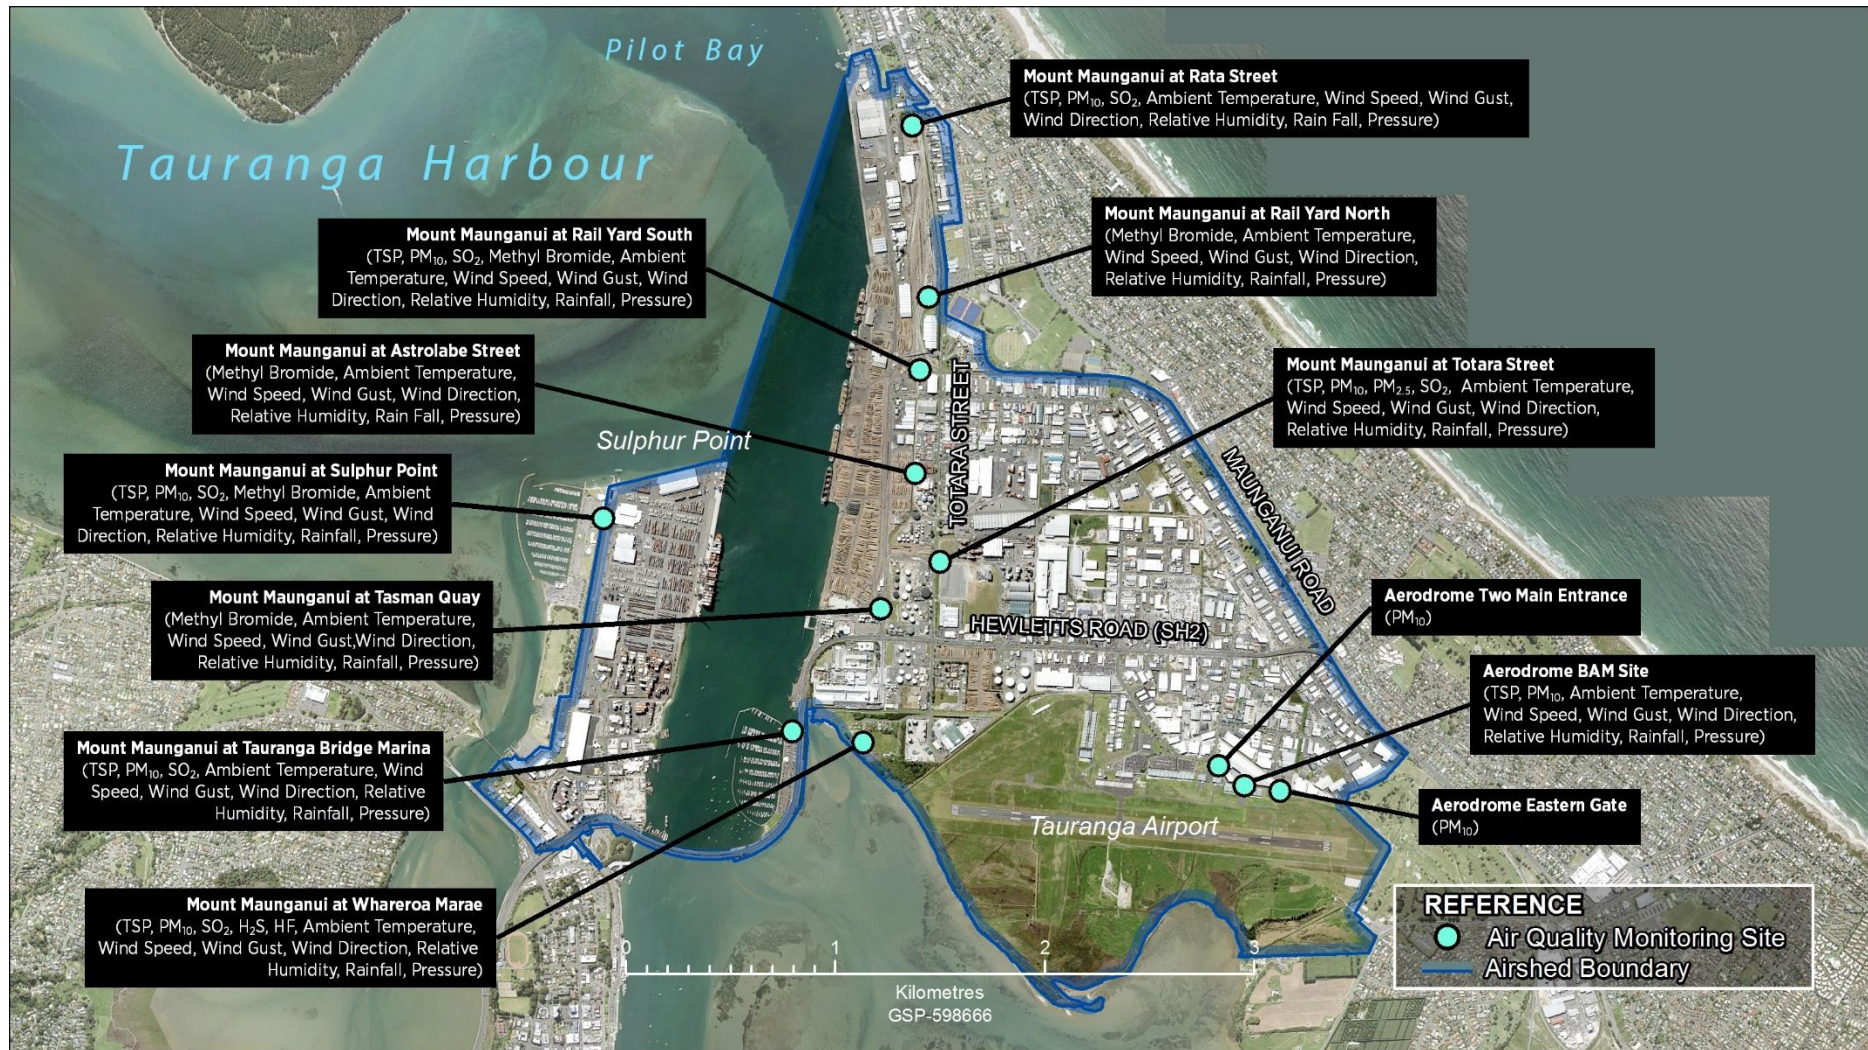 Pilot Bay
Tauranga Harbour
Mount Maunganui at Rata Street
(TSP, PM₁₀, SO₂, Ambient Temperature, Wind Speed, Wind Gust,
Wind Direction, Relative Humidity, Rain Fall, Pressure)
Mount Maunganui at Rail Yard North
(Methyl Bromide, Ambient Temperature,
Wind Speed, Wind Gust, Wind Direction,
Relative Humidity, Rainfall, Pressure)
Mount Maunganui at Rail Yard South
(TSP, PM₁₀, SO₂, Methyl Bromide, Ambient
Temperature, Wind Speed, Wind Gust, Wind
Direction, Relative Humidity, Rainfall, Pressure)
Mount Maunganui at Astrolabe Street
(Methyl Bromide, Ambient Temperature,
Wind Speed, Wind Gust, Wind Direction,
Relative Humidity, Rain Fall, Pressure)
Mount Maunganui at Totara Street
(TSP, PM₁₀, PM₂.₅, SO₂, Ambient Temperature,
Wind Speed, Wind Gust, Wind Direction,
Relative Humidity, Rainfall, Pressure)
TOTARA STREET
Sulphur Point
MAUNGANUI ROAD
Mount Maunganui at Sulphur Point
(TSP, PM₁₀, SO₂, Methyl Bromide, Ambient
Temperature, Wind Speed, Wind Gust, Wind
Direction, Relative Humidity, Rainfall, Pressure)
Mount Maunganui at Tasman Quay
(Methyl Bromide, Ambient Temperature,
Wind Speed, Wind Gust,Wind Direction,
Relative Humidity, Rainfall, Pressure)
HEWLETTS ROAD (SH2)
Aerodrome Two Main Entrance
(PM₁₀)
Aerodrome BAM Site
(TSP, PM₁₀, Ambient Temperature,
Wind Speed, Wind Gust, Wind Direction,
Relative Humidity, Rainfall, Pressure)
Mount Maunganui at Tauranga Bridge Marina
(TSP, PM₁₀, SO₂, Ambient Temperature, Wind
Speed, Wind Gust, Wind Direction, Relative
Humidity, Rainfall, Pressure)
Aerodrome Eastern Gate
(PM₁₀)
Tauranga Airport
Mount Maunganui at Whareroa Marae
(TSP, PM₁₀, SO₂, H₂S, HF, Ambient Temperature,
Wind Speed, Wind Gust, Wind Direction, Relative
Humidity, Rainfall, Pressure)
0 1 2 3
Kilometres
GSP-598666
REFERENCE
Air Quality Monitoring Site
Airshed Boundary